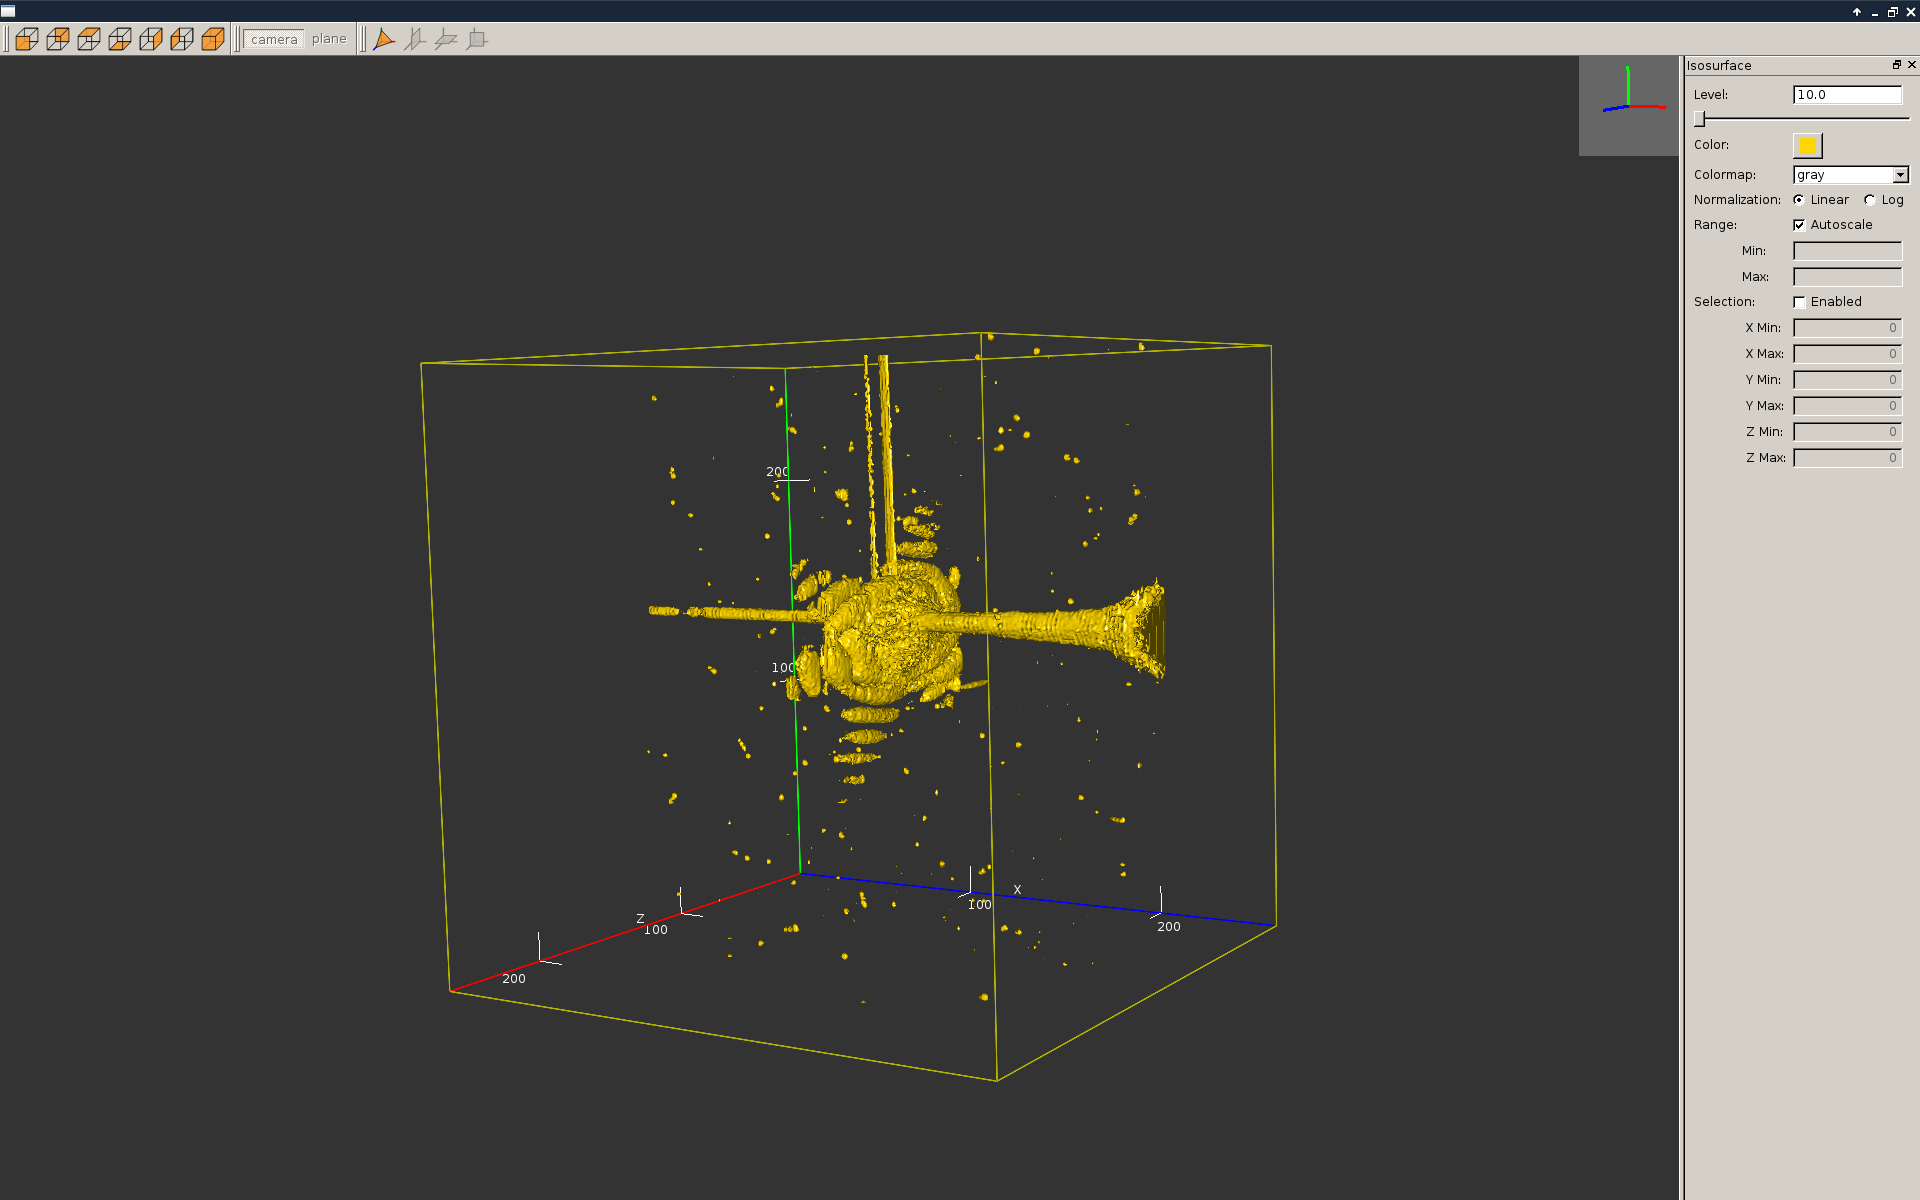 camera plane
Isosurface
Level: 10.0
Color:
Colormap: gray
Normalization: Linear Log
Range: Autoscale
Min:
Max:
Selection: Enabled
X Min: 0
X Max: 0
Y Min: 0
Y Max: 0
Z Min: 0
Z Max: 0
200
100
X
100
200
Z
100
200